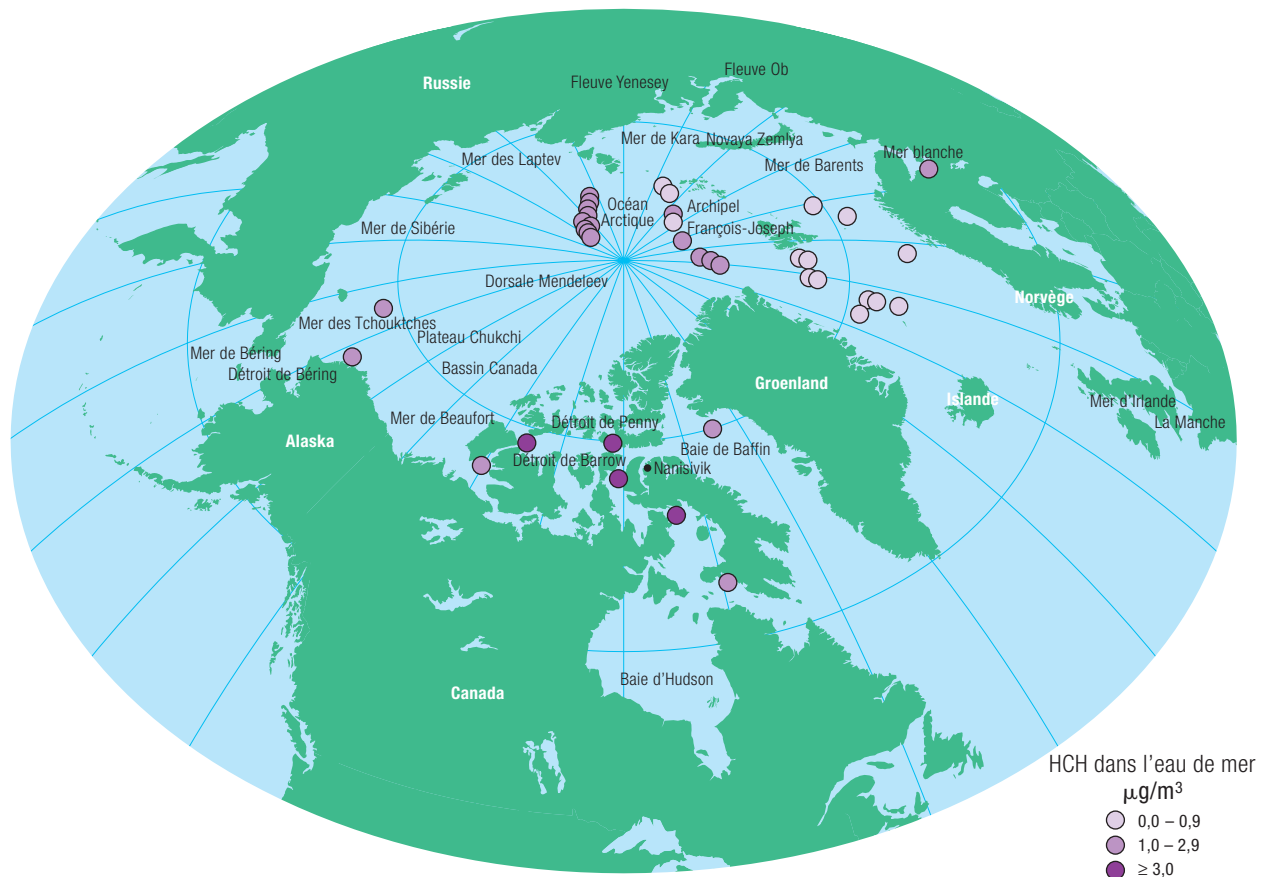 Fleuve Ob
Russie
Fleuve Yenesey
Mer de Kara
Novaya Zemlya
Mer blanche
Mer des Laptev
Mer de Barents
Océan
Arctique
Archipel
François-Joseph
Mer de Sibérie
Dorsale Mendeleev
Norvège
Mer des Tchouktches
Plateau Chukchi
Mer de Béring
Détroit de Béring
Bassin Canada
Groenland
Islande
Mer d'Irlande
La Manche
Mer de Beaufort
Détroit de Penny
Alaska
Baie de Baffin
Détroit de Barrow
Nanisivik
Baie d'Hudson
Canada
HCH dans l'eau de mer
µg/m³
0,0 – 0,9
1,0 – 2,9
≥ 3,0